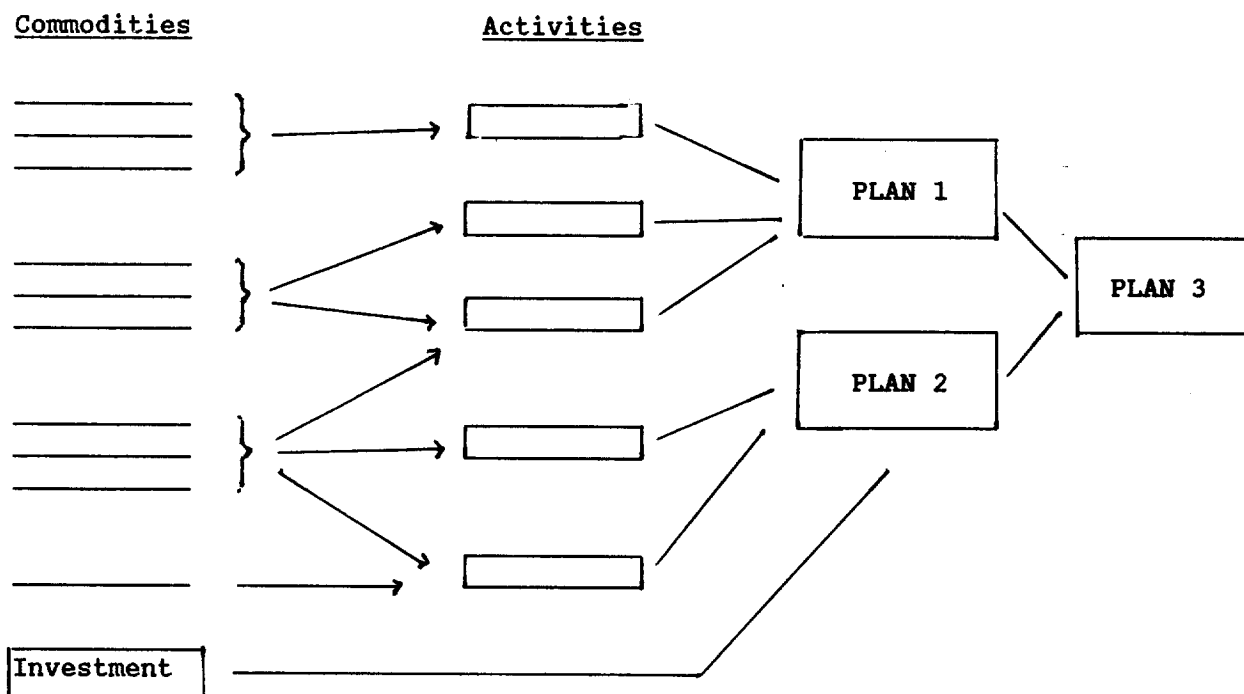 Commodities Activities
PLAN 1
PLAN 3
PLAN 2
Investment